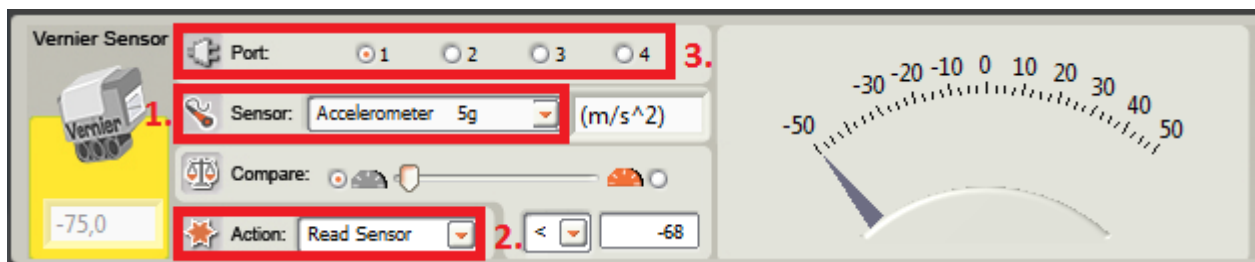 Vernier Sensor
Port: 1 2 3 4 3.
1. Sensor: Accelerometer 5g (m/s^2)
Vernier
Compare:
-75,0
Action: Read Sensor 2. < -68
-50 -30 -20 -10 0 10 20 30 40 50